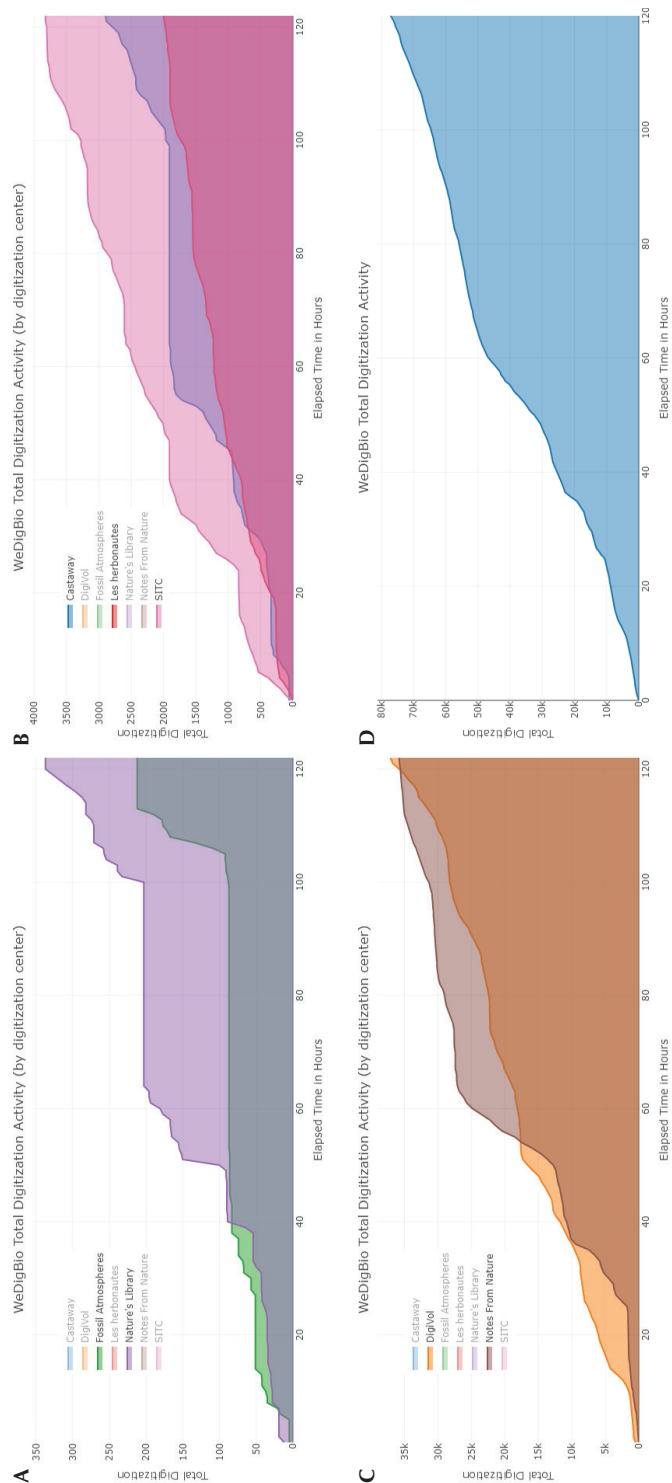 A
WeDigBio Total Digitization Activity (by digitization center)
350
300
250
200
150
100
50
0
Total Digitization
Castaway
DigiVol
Fossil Atmospheres
Les herbonautes
Nature's Library
Notes From Nature
SITC
20
40
60
80
100
120
Elapsed Time in Hours
B
WeDigBio Total Digitization Activity (by digitization center)
4000
3500
3000
2500
2000
1500
1000
500
0
Total Digitization
Castaway
DigiVol
Fossil Atmospheres
Les herbonautes
Nature's Library
Notes From Nature
SITC
20
40
60
80
100
120
Elapsed Time in Hours
C
WeDigBio Total Digitization Activity (by digitization center)
35k
30k
25k
20k
15k
10k
5k
0
Total Digitization
Castaway
DigiVol
Fossil Atmospheres
Les herbonautes
Nature's Library
Notes From Nature
SITC
20
40
60
80
100
120
Elapsed Time in Hours
D
WeDigBio Total Digitization Activity
80k
70k
60k
50k
40k
30k
20k
10k
0
Total Digitization
0
20
40
60
80
100
120
Elapsed Time in Hours